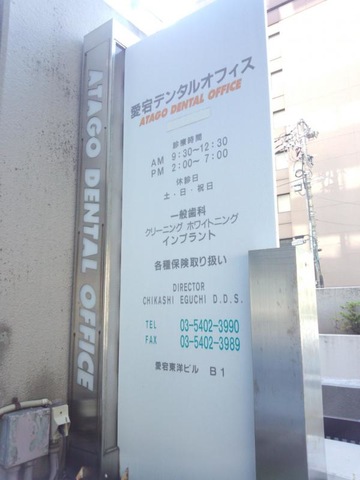 ATAGO DENTAL OFFICE
愛宕デンタルオフィス
ATAGO DENTAL OFFICE
診療時間
AM 9:30〜12:30
PM 2:00〜7:00
休診日
土・日・祝日
一般歯科
クリーニング ホワイトニング
インプラント
各種保険取り扱い
DIRECTOR
CHIKASHI EGUCHI D.D.S.
TEL 03-5402-3990
FAX 03-5402-3989
愛宕東洋ビル B1